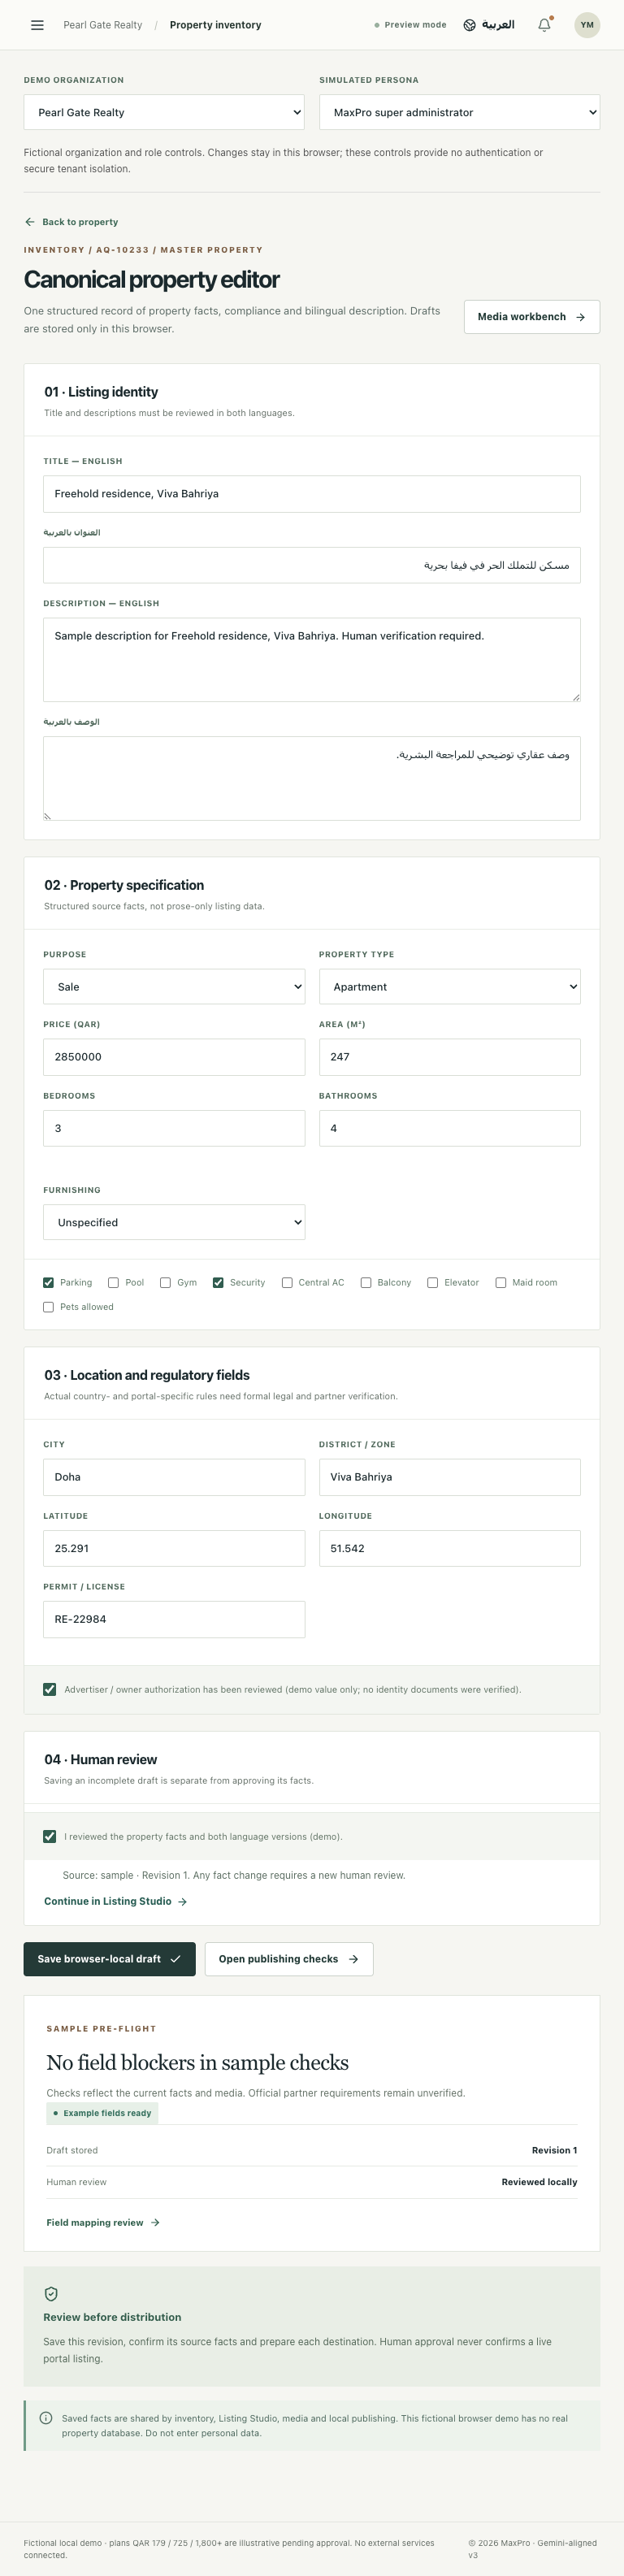 Pearl Gate Realty / Property inventory
Preview mode
العربية
YM
DEMO ORGANIZATION
Pearl Gate Realty
SIMULATED PERSONA
MaxPro super administrator
Fictional organization and role controls. Changes stay in this browser; these controls provide no authentication or
secure tenant isolation.
Back to property
INVENTORY / AQ-10233 / MASTER PROPERTY
Canonical property editor
One structured record of property facts, compliance and bilingual description. Drafts
are stored only in this browser.
Media workbench
01 · Listing identity
Title and descriptions must be reviewed in both languages.
TITLE — ENGLISH
Freehold residence, Viva Bahriya
العنوان بالعربية
مسكن للتملك الحر في فيفا بحرية
DESCRIPTION — ENGLISH
Sample description for Freehold residence, Viva Bahriya. Human verification required.
الوصف بالعربية
وصف عقاري توضيحي للمراجعة البشرية.
02 · Property specification
Structured source facts, not prose-only listing data.
PURPOSE
Sale
PROPERTY TYPE
Apartment
PRICE (QAR)
2850000
AREA (M²)
247
BEDROOMS
3
BATHROOMS
4
FURNISHING
Unspecified
Parking Pool Gym Security Central AC Balcony Elevator Maid room
Pets allowed
03 · Location and regulatory fields
Actual country- and portal-specific rules need formal legal and partner verification.
CITY
Doha
DISTRICT / ZONE
Viva Bahriya
LATITUDE
25.291
LONGITUDE
51.542
PERMIT / LICENSE
RE-22984
Advertiser / owner authorization has been reviewed (demo value only; no identity documents were verified).
04 · Human review
Saving an incomplete draft is separate from approving its facts.
I reviewed the property facts and both language versions (demo).
Source: sample · Revision 1. Any fact change requires a new human review.
Continue in Listing Studio
Save browser-local draft
Open publishing checks
SAMPLE PRE-FLIGHT
No field blockers in sample checks
Checks reflect the current facts and media. Official partner requirements remain unverified.
Example fields ready
Draft stored Revision 1
Human review Reviewed locally
Field mapping review
Review before distribution
Save this revision, confirm its source facts and prepare each destination. Human approval never confirms a live
portal listing.
Saved facts are shared by inventory, Listing Studio, media and local publishing. This fictional browser demo has no real
property database. Do not enter personal data.
Fictional local demo · plans QAR 179 / 725 / 1,800+ are illustrative pending approval. No external services
connected.
© 2026 MaxPro · Gemini-aligned
v3